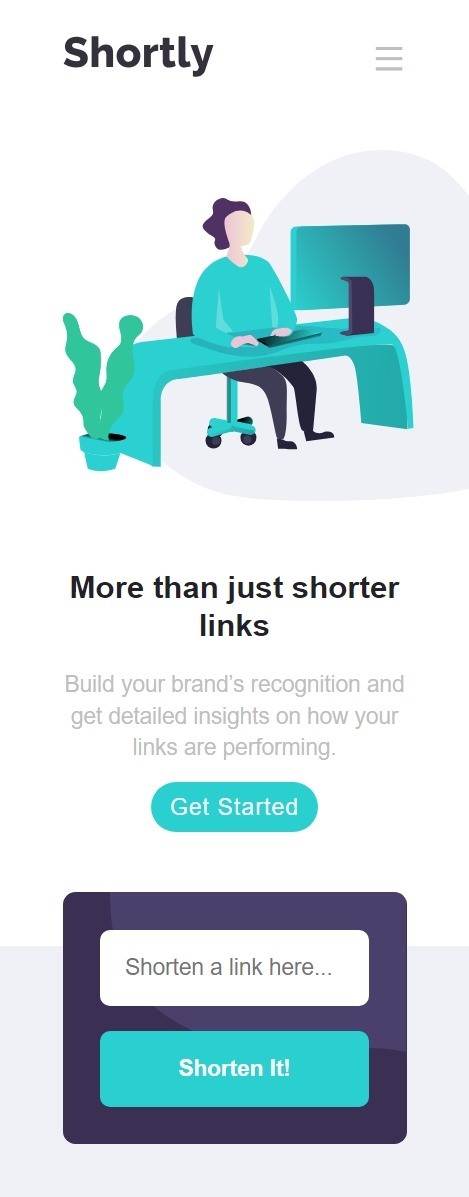 Shortly
More than just shorter
links
Build your brand’s recognition and
get detailed insights on how your
links are performing.
Get Started
Shorten a link here...
Shorten It!